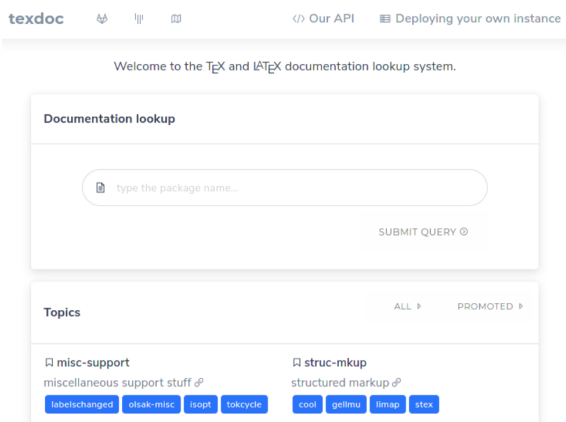 texdoc </> Our API Deploying your own instance
Welcome to the TEX and LATEX documentation lookup system.
Documentation lookup
type the package name...
SUBMIT QUERY
Topics ALL PROMOTED
misc-support struc-mkup
miscellaneous support stuff structured markup
labelschanged olsak-misc isopt tokcycle cool gellmu limap stex